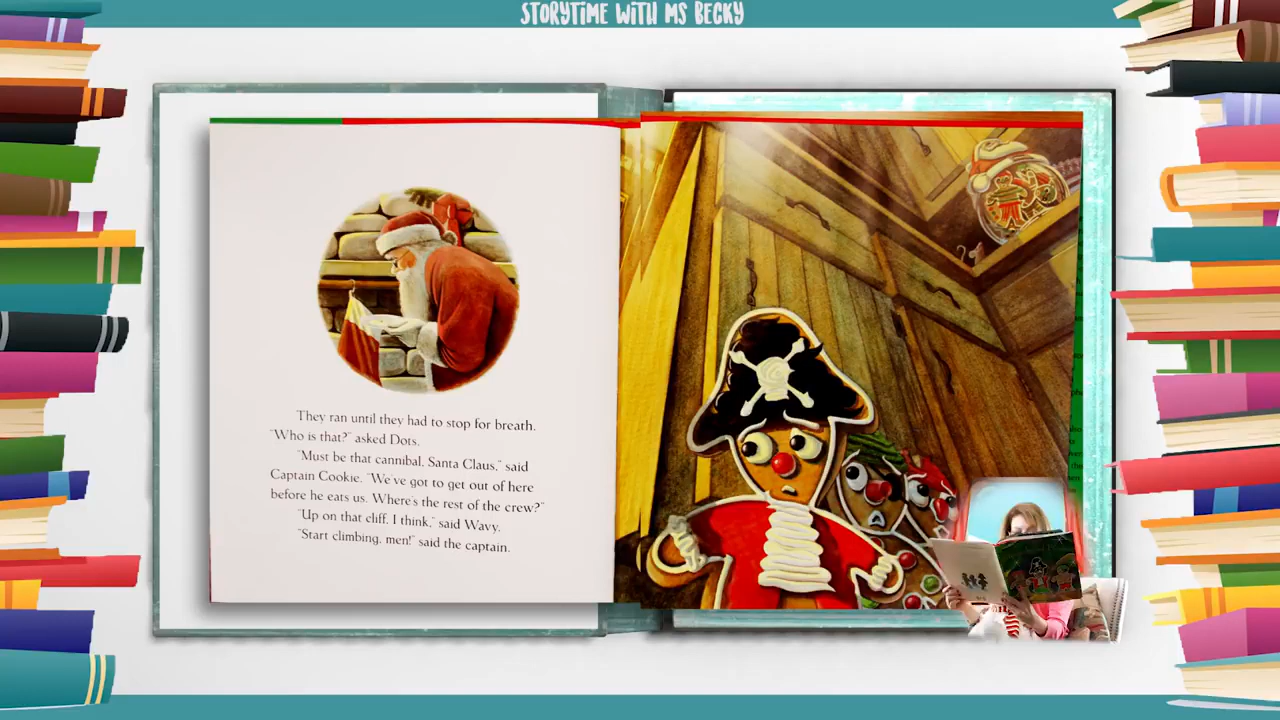 STORYTIME WITH MS BECKY
They ran until they had to stop for breath.
"Who is that?" asked Dots.
"Must be that cannibal, Santa Claus," said
Captain Cookie. "We've got to get out of here
before he eats us. Where's the rest of the crew?"
"Up on that cliff, I think," said Wavy.
"Start climbing, men!" said the captain.